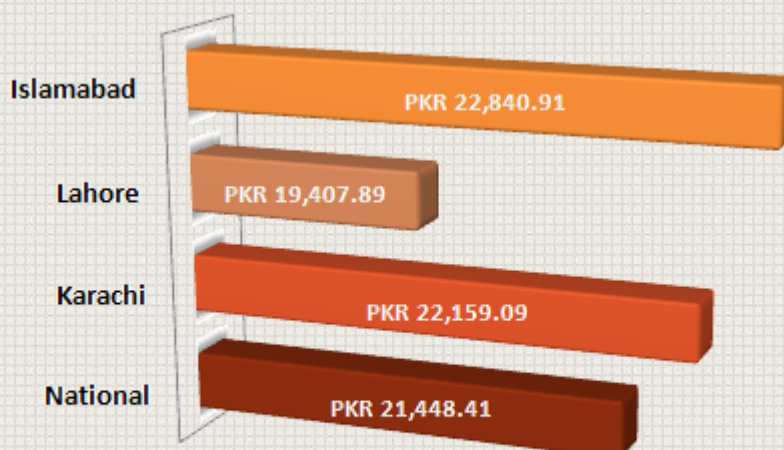 Islamabad PKR 22,840.91
Lahore PKR 19,407.89
Karachi PKR 22,159.09
National PKR 21,448.41